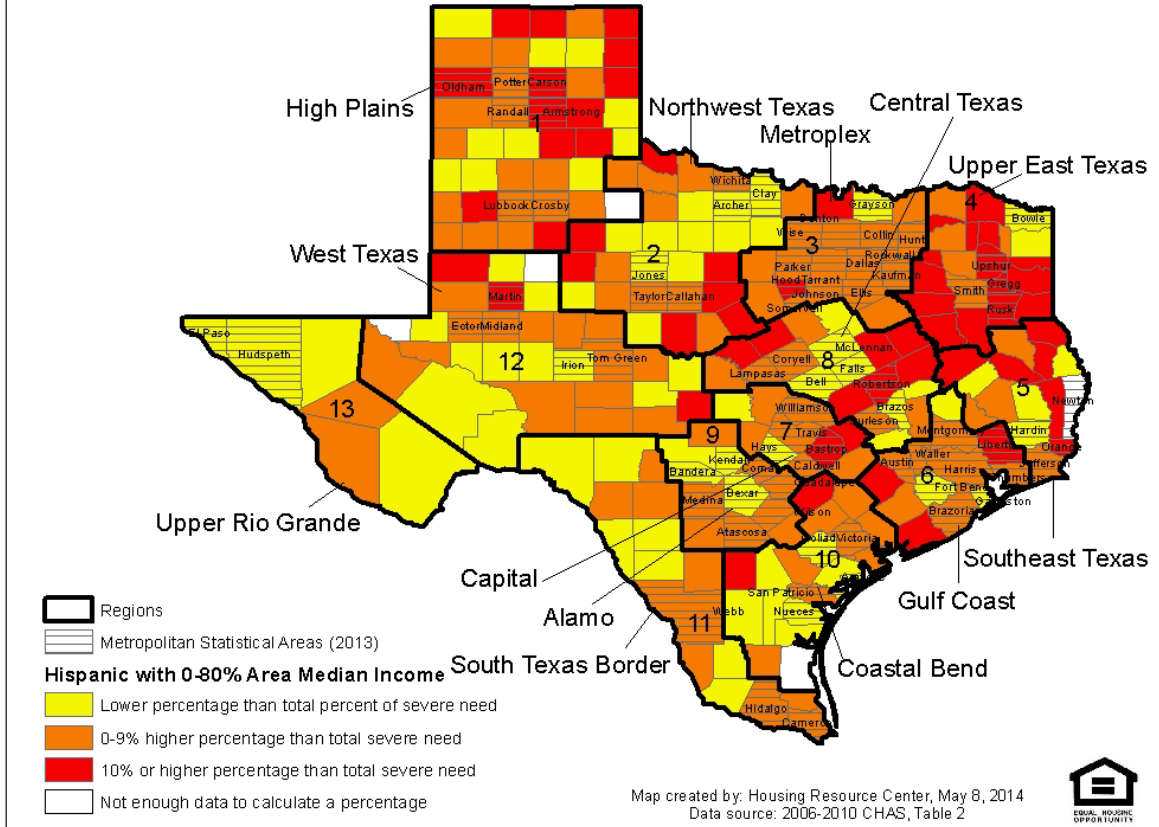 High Plains
Northwest Texas
Central Texas
Metroplex
Upper East Texas
Oldham
Potter
Carson
Randall
Armstrong
1
Lubbock
Crosby
Wichita
Clay
Archer
Grayson
4
Bowie
Denton
Wise
Collin
Hunt
3
Rockwall
Parker
Dallas
Kaufman
Hood
Tarrant
Johnson
Ellis
Upshur
Gregg
Smith
Rusk
West Texas
2
Jones
Taylor
Callahan
Martin
Somervell
Ector
Midland
El Paso
Hudspeth
12
Irion
Tom Green
McLennan
Coryell
8
Falls
Lampasas
Bell
Robertson
5
Newton
13
Brazos
Burleson
Hardin
Williamson
9
7
Travis
Montgomery
Liberty
Orange
Hays
Bastrop
Kendall
Austin
Waller
Jefferson
Bandera
Comal
Caldwell
Harris
Chambers
Guadalupe
6
Fort Bend
Medina
Bexar
Galveston
Wilson
Brazoria
Upper Rio Grande
Atascosa
Goliad
Victoria
Southeast Texas
10
Capital
San Patricio
Gulf Coast
Alamo
Webb
Nueces
11
South Texas Border
Coastal Bend
Hidalgo
Cameron
Regions
Metropolitan Statistical Areas (2013)
Hispanic with 0-80% Area Median Income
Lower percentage than total percent of severe need
0-9% higher percentage than total severe need
10% or higher percentage than total severe need
Not enough data to calculate a percentage
Map created by: Housing Resource Center, May 8, 2014
Data source: 2006-2010 CHAS, Table 2
EQUAL HOUSING
OPPORTUNITY